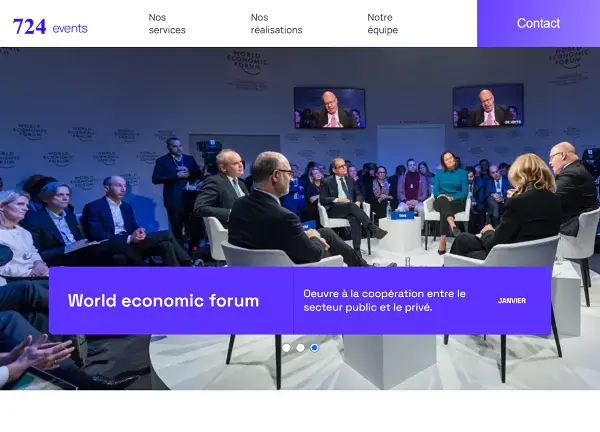 724 events
Nos
services
Nos
réalisations
Notre
équipe
Contact
WORLD
ECONOMIC
FORUM
World economic forum
Oeuvre à la coopération entre le
secteur public et le privé.
JANVIER